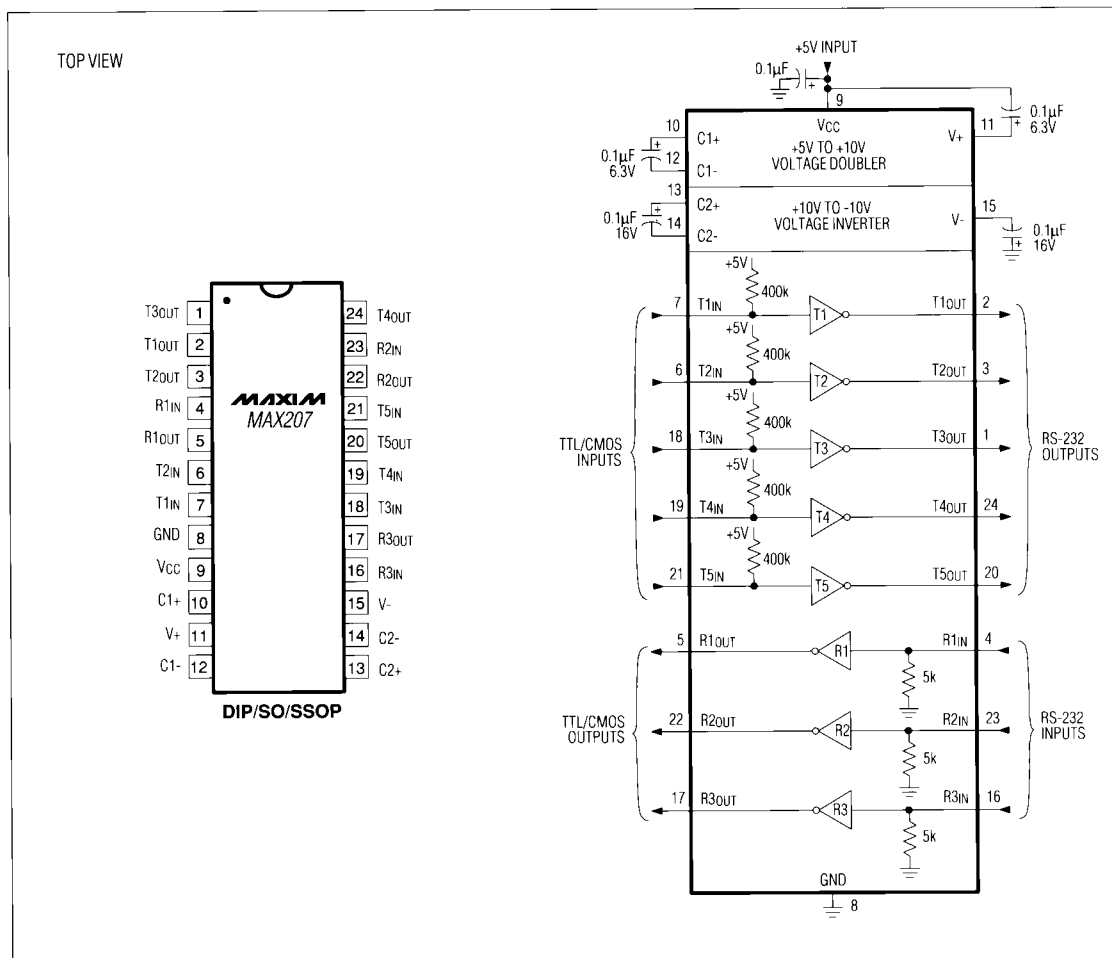 TOP VIEW
T3OUT 1
T1OUT 2
T2OUT 3
R1IN 4
R1OUT 5
T2IN 6
T1IN 7
GND 8
VCC 9
C1+ 10
V+ 11
C1- 12
MAXIM
MAX207
24 T4OUT
23 R2IN
22 R2OUT
21 T5IN
20 T5OUT
19 T4IN
18 T3IN
17 R3OUT
16 R3IN
15 V-
14 C2-
13 C2+
DIP/SO/SSOP
+5V INPUT
0.1µF
+
9
VCC
+5V TO +10V
VOLTAGE DOUBLER
10
C1+
0.1µF
6.3V
+
12
C1-
V+
11
+
0.1µF
6.3V
13
C2+
0.1µF
16V
+
14
C2-
+10V TO -10V
VOLTAGE INVERTER
V-
15
+
0.1µF
16V
TTL/CMOS
INPUTS
+5V
400k
7 T1IN T1 T1OUT 2
+5V
400k
6 T2IN T2 T2OUT 3
+5V
400k
18 T3IN T3 T3OUT 1
+5V
400k
19 T4IN T4 T4OUT 24
+5V
400k
21 T5IN T5 T5OUT 20
RS-232
OUTPUTS
TTL/CMOS
OUTPUTS
5 R1OUT R1 R1IN 4
5k
22 R2OUT R2 R2IN 23
5k
17 R3OUT R3 R3IN 16
5k
RS-232
INPUTS
GND
8